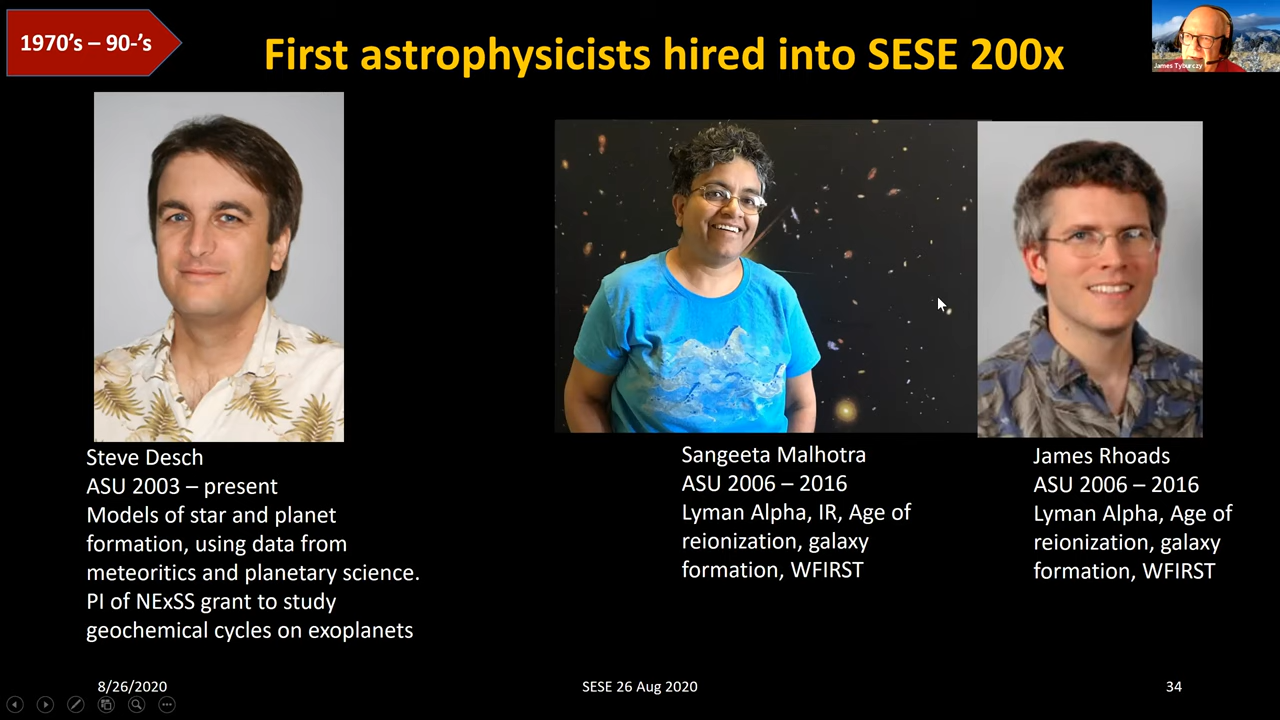 1970's – 90-'s
First astrophysicists hired into SESE 200x
James Tyburczy
Steve Desch
ASU 2003 – present
Models of star and planet
formation, using data from
meteoritics and planetary science.
PI of NExSS grant to study
geochemical cycles on exoplanets
Sangeeta Malhotra
ASU 2006 – 2016
Lyman Alpha, IR, Age of
reionization, galaxy
formation, WFIRST
James Rhoads
ASU 2006 – 2016
Lyman Alpha, Age of
reionization, galaxy
formation, WFIRST
8/26/2020
SESE 26 Aug 2020
34